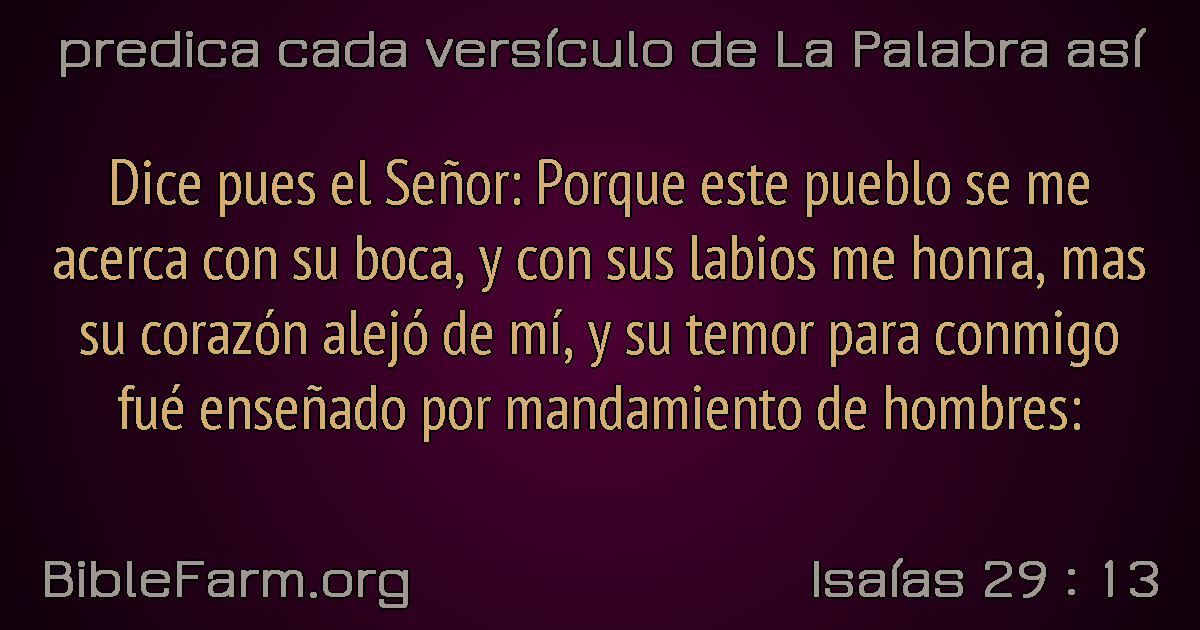 predica cada versículo de La Palabra así
Dice pues el Señor: Porque este pueblo se me
acerca con su boca, y con sus labios me honra, mas
su corazón alejó de mí, y su temor para conmigo
fué enseñado por mandamiento de hombres:
BibleFarm.org
Isaías 29 : 13